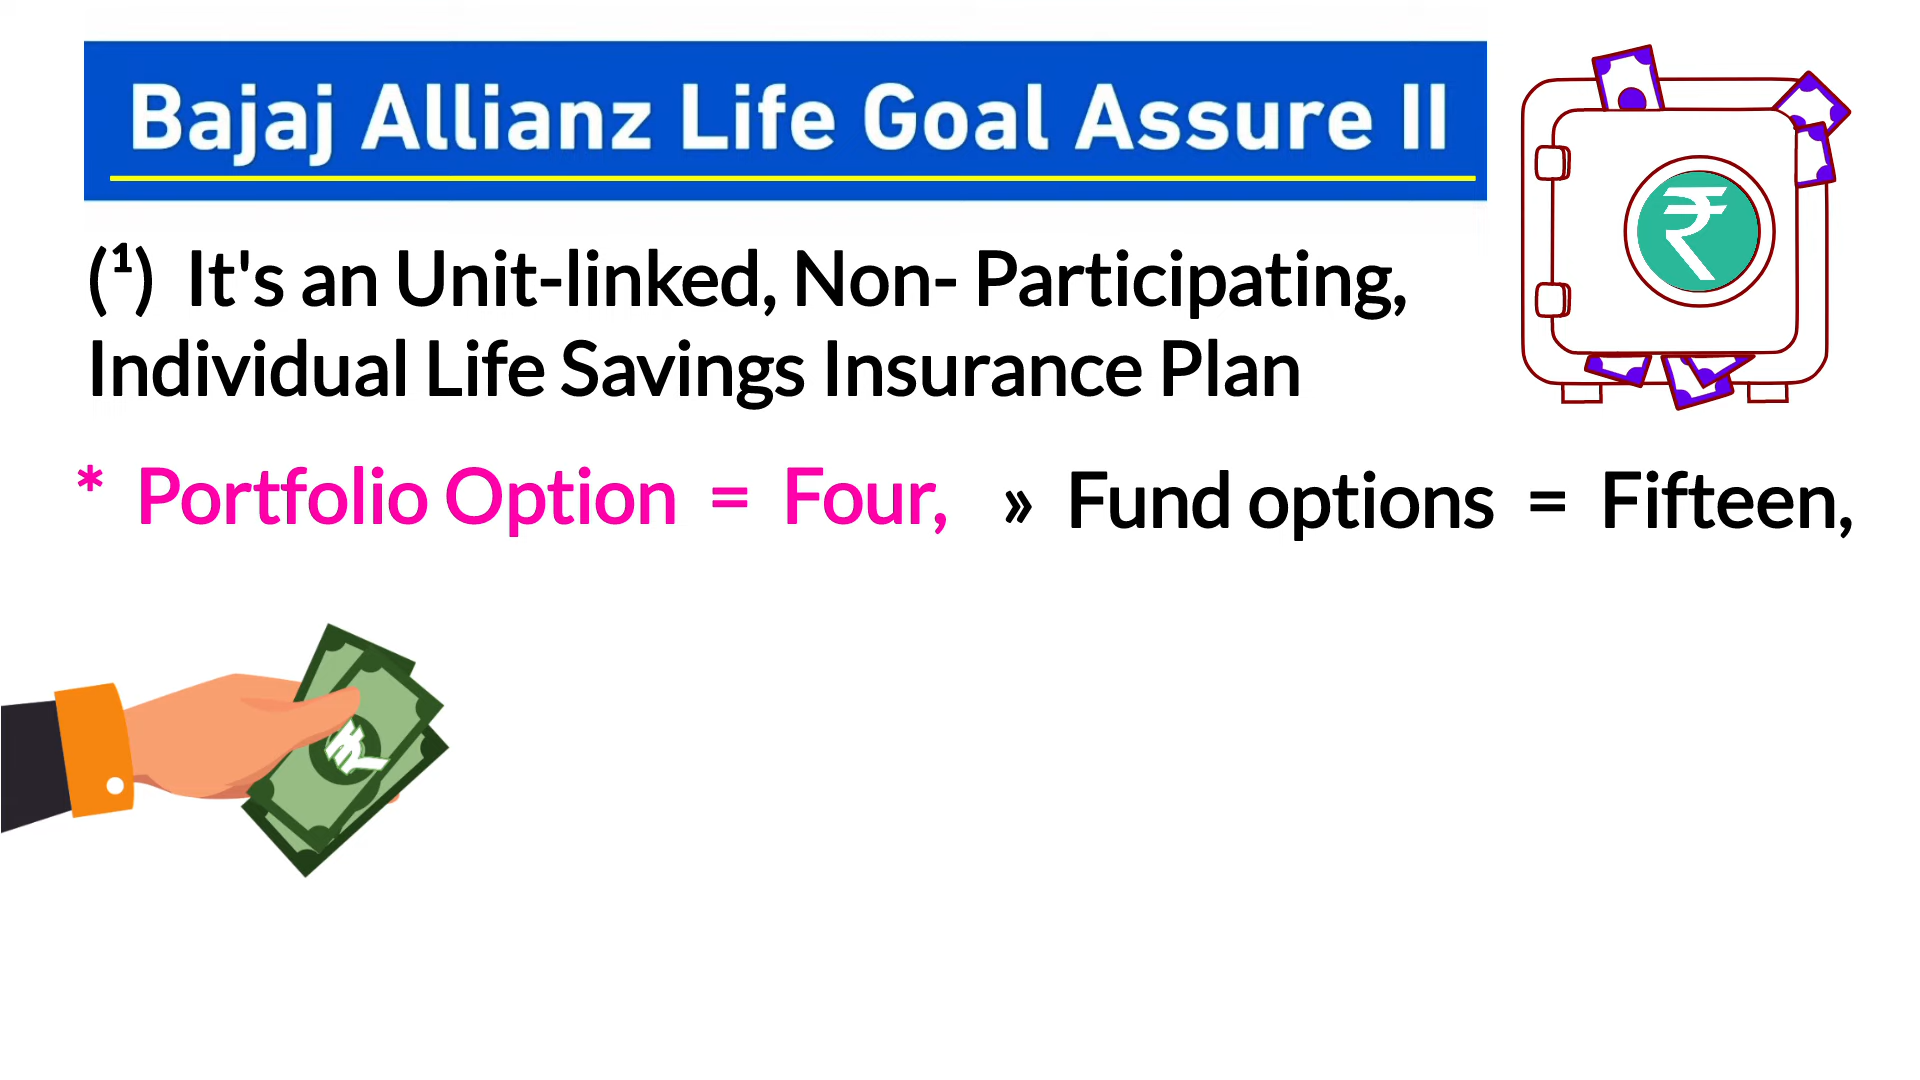 Bajaj Allianz Life Goal Assure II
(¹) It's an Unit-linked, Non- Participating,
Individual Life Savings Insurance Plan
* Portfolio Option = Four, » Fund options = Fifteen,
₹
₹